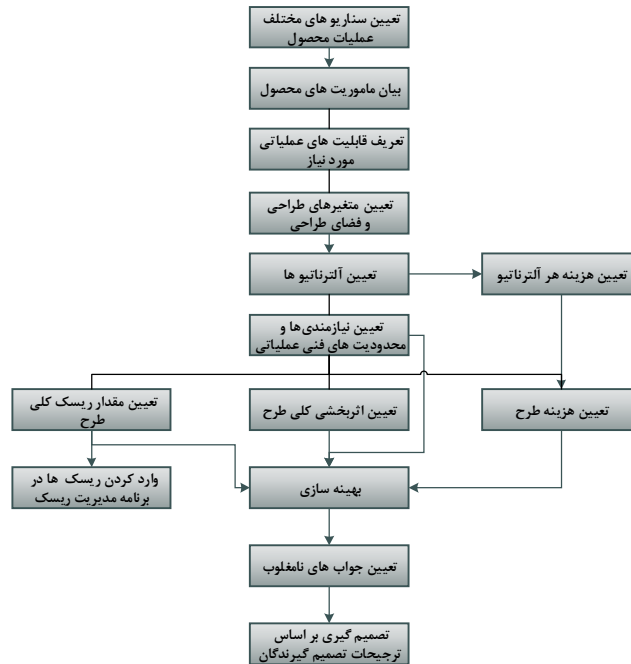 تعیین سناریو های مختلف
عملیات محصول
بیان ماموریت های محصول
تعریف قابلیت های عملیاتی
مورد نیاز
تعیین متغیرهای طراحی
و فضای طراحی
تعیین آلترناتیو ها
تعیین هزینه هر آلترناتیو
تعیین نیازمندی‌ها و
محدودیت های فنی عملیاتی
تعیین هزینه طرح
تعیین اثربخشی کلی طرح
تعیین مقدار ریسک کلی
طرح
بهینه سازی
وارد کردن ریسک ها در
برنامه مدیریت ریسک
تعیین جواب های نامغلوب
تصمیم گیری بر اساس
ترجیحات تصمیم گیرندگان